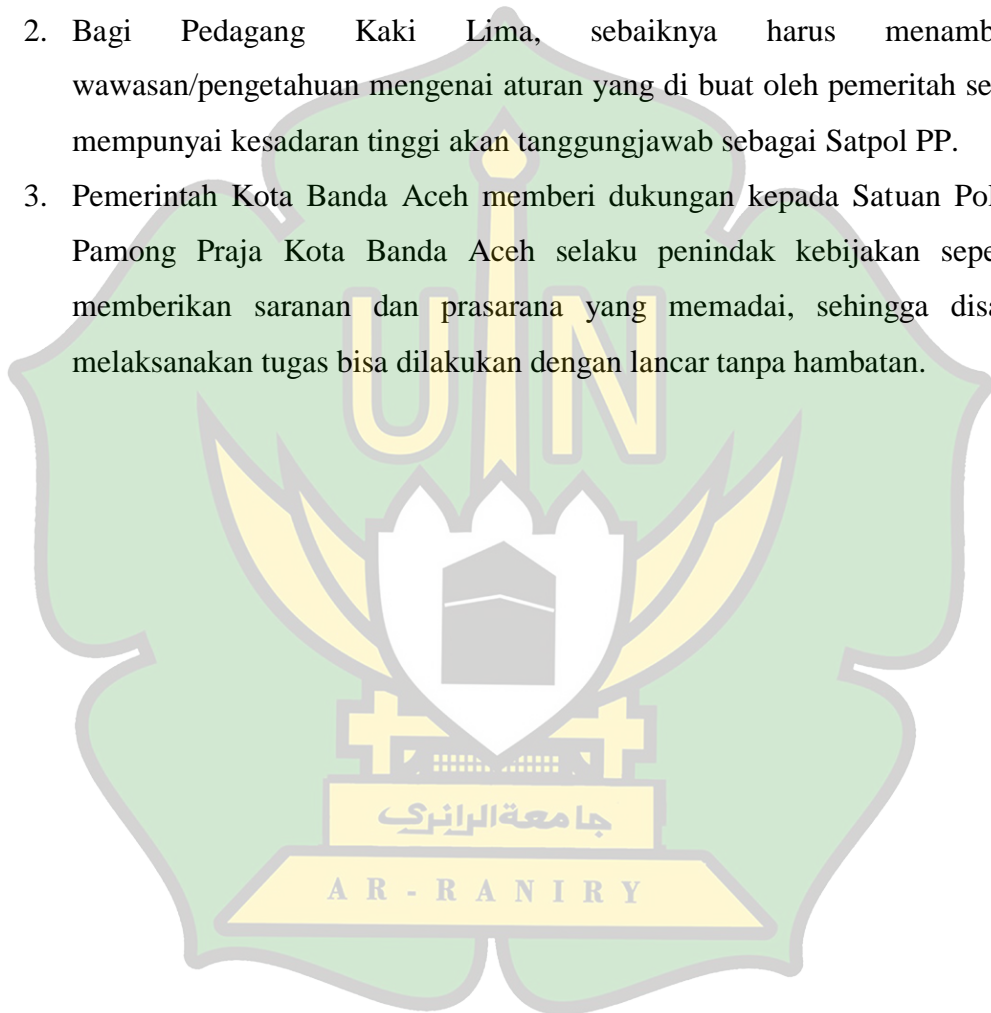 2. Bagi Pedagang Kaki Lima, sebaiknya harus menamb
wawasan/pengetahuan mengenai aturan yang di buat oleh pemeritah se
mempunyai kesadaran tinggi akan tanggungjawab sebagai Satpol PP.
3. Pemerintah Kota Banda Aceh memberi dukungan kepada Satuan Pol
Pamong Praja Kota Banda Aceh selaku penindak kebijakan sepe
memberikan saranan dan prasarana yang memadai, sehingga disa
melaksanakan tugas bisa dilakukan dengan lancar tanpa hambatan.
UIN
جامعة الرانري
AR-RANIRY